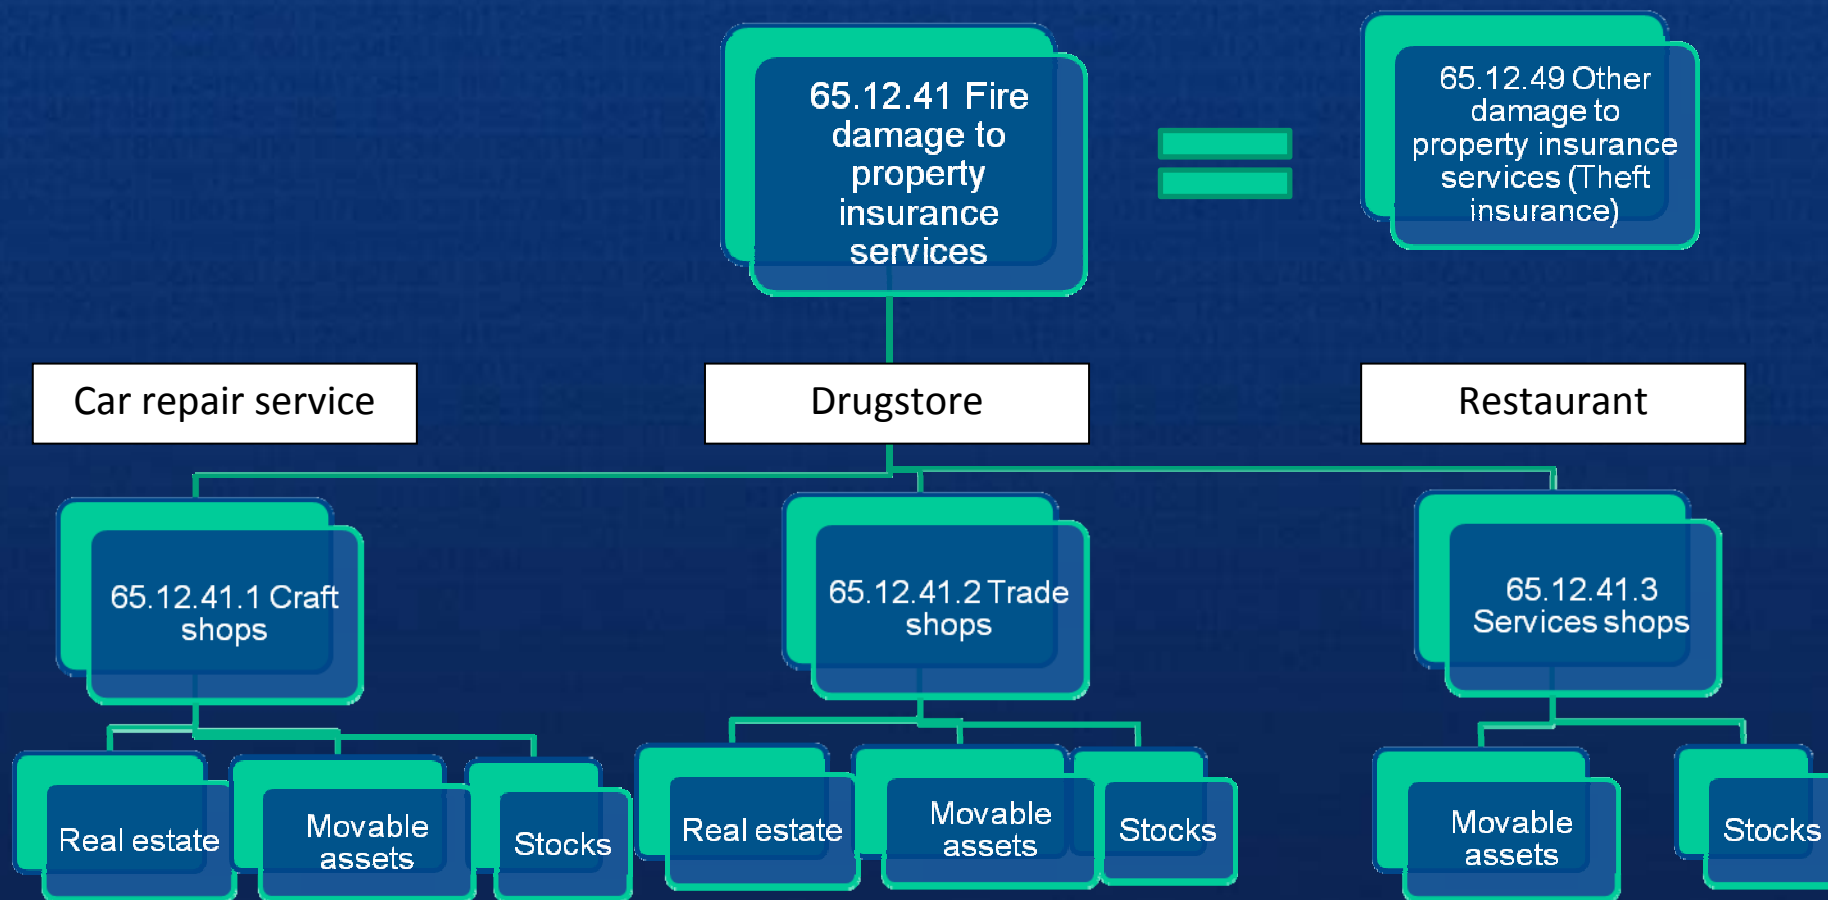 65.12.41 Fire
damage to
property
insurance
services
65.12.49 Other
damage to
property insurance
services (Theft
insurance)
Car repair service
Drugstore
Restaurant
65.12.41.1 Craft
shops
65.12.41.2 Trade
shops
65.12.41.3
Services shops
Real estate
Movable
assets
Stocks
Real estate
Movable
assets
Stocks
Movable
assets
Stocks